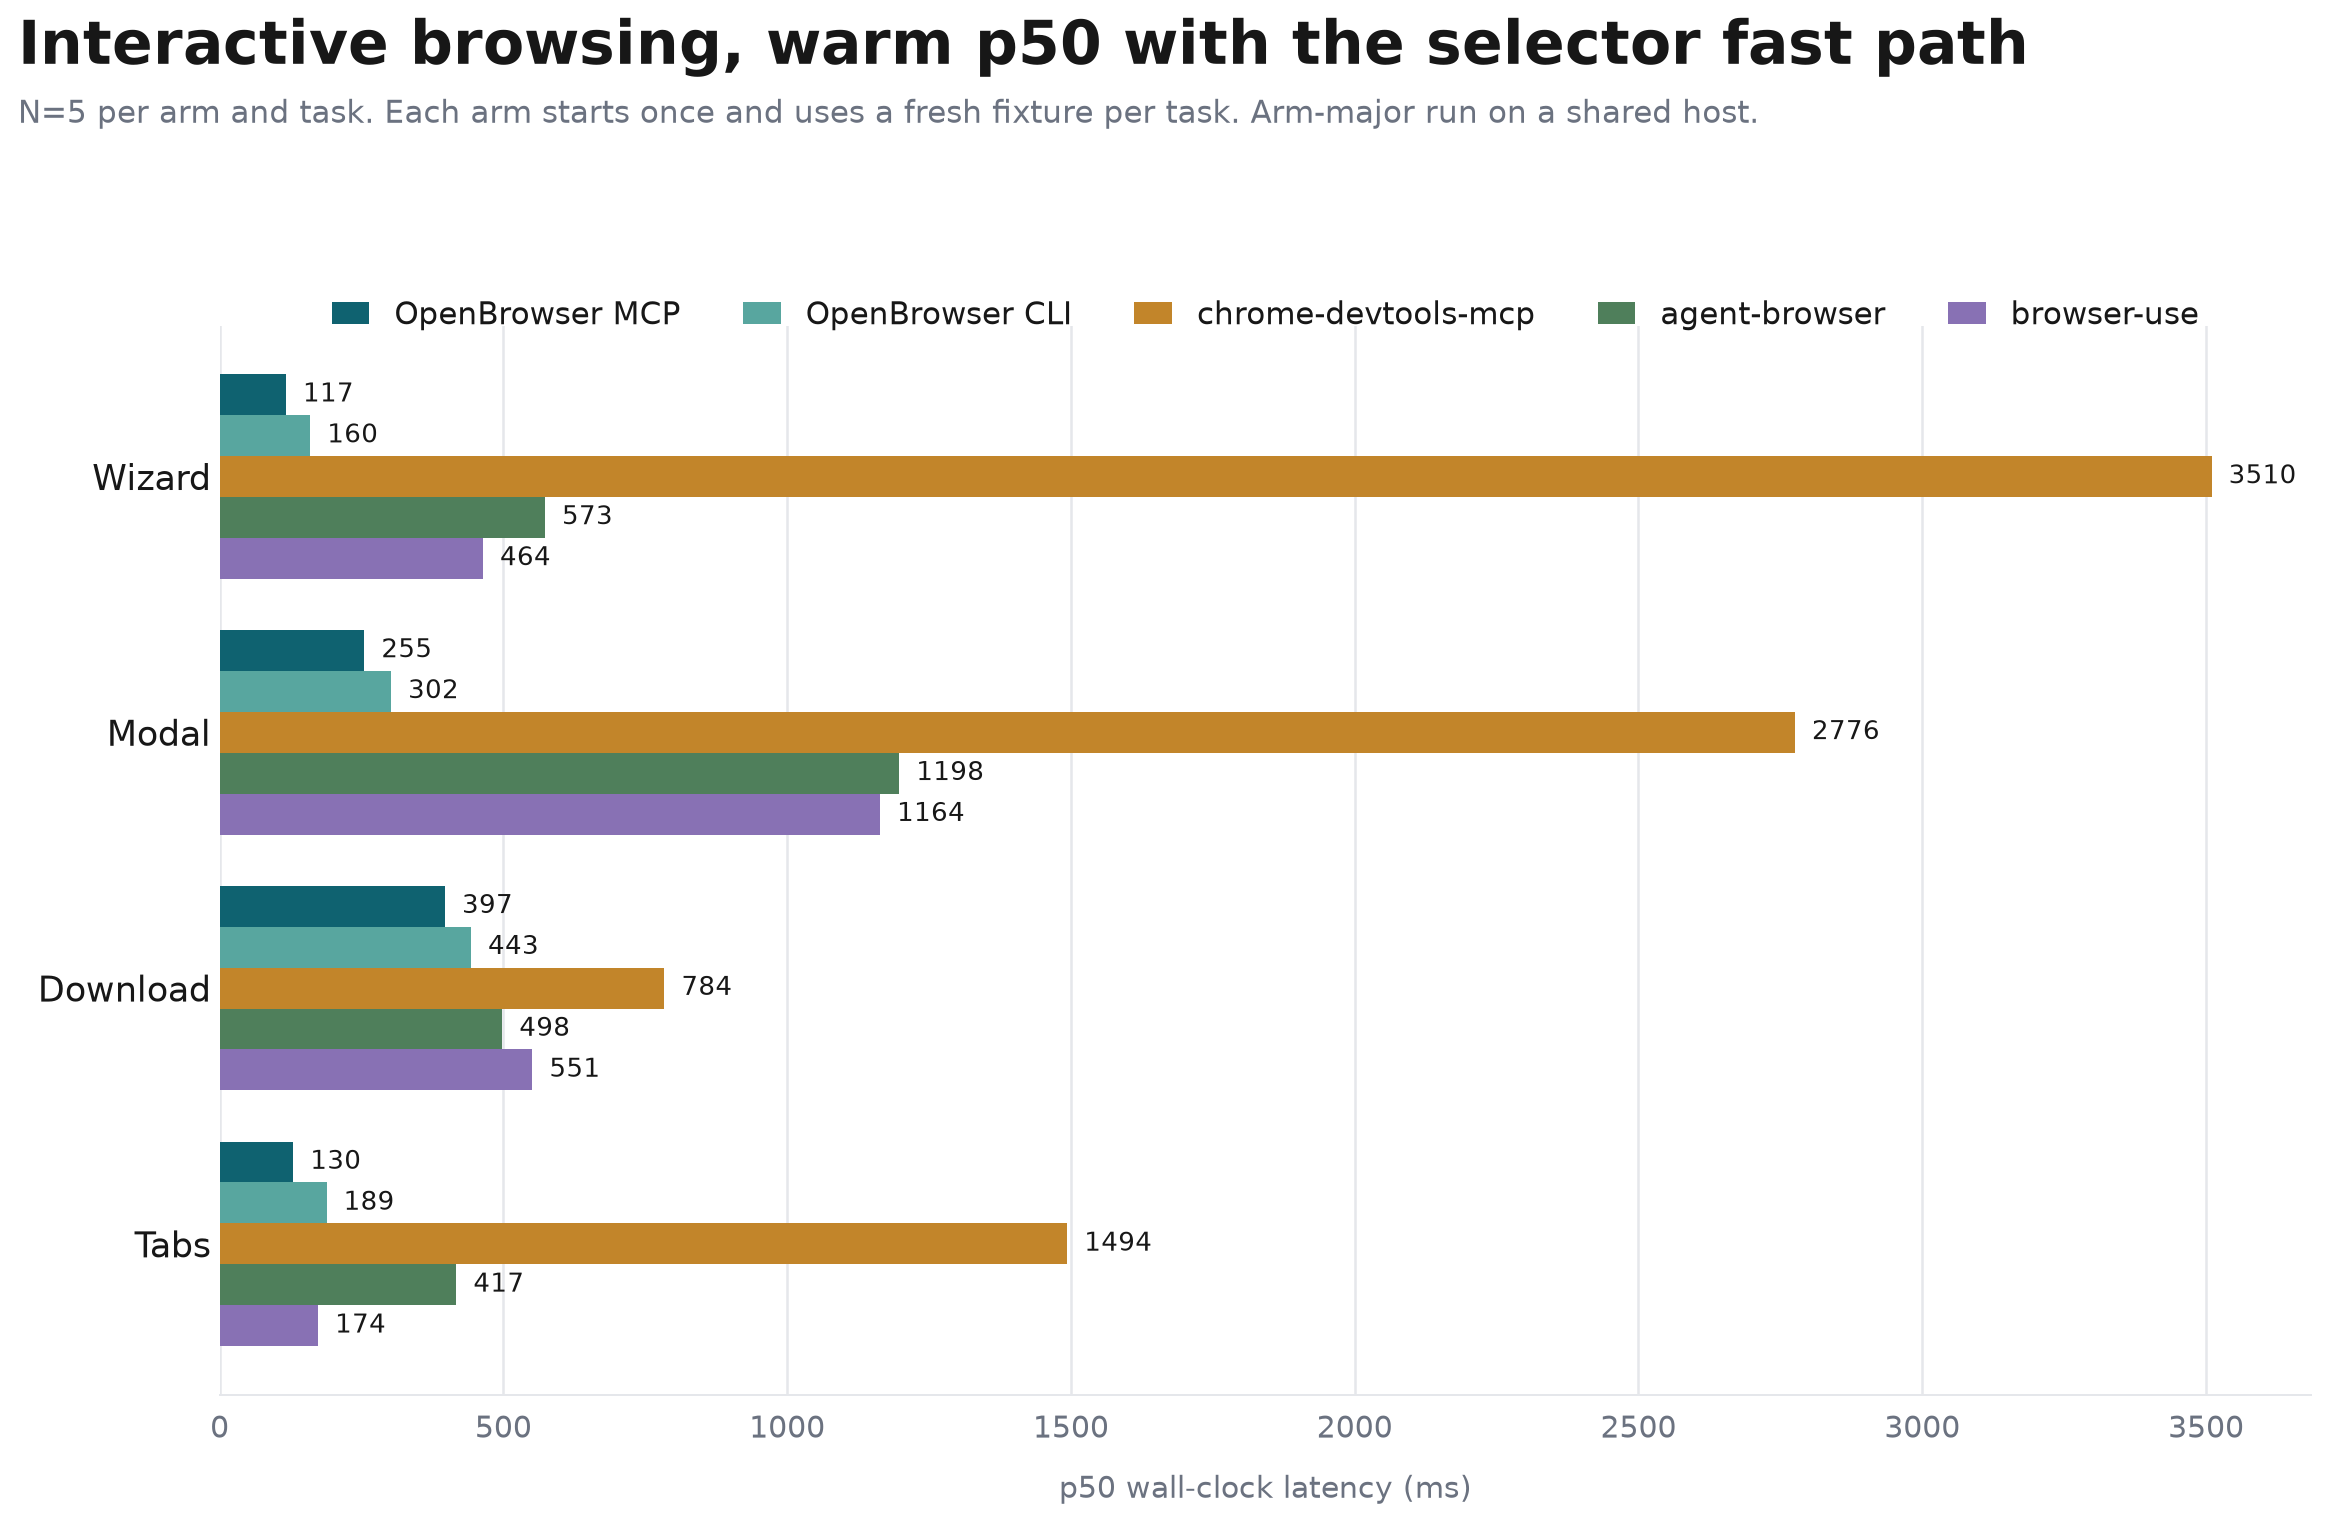 Interactive browsing, warm p50 with the selector fast path
N=5 per arm and task. Each arm starts once and uses a fresh fixture per task. Arm-major run on a shared host.
OpenBrowser MCP OpenBrowser CLI chrome-devtools-mcp agent-browser browser-use
117
160
Wizard 3510
573
464
255
302
Modal 2776
1198
1164
397
443
Download 784
498
551
130
189
Tabs 1494
417
174
0 500 1000 1500 2000 2500 3000 3500
p50 wall-clock latency (ms)